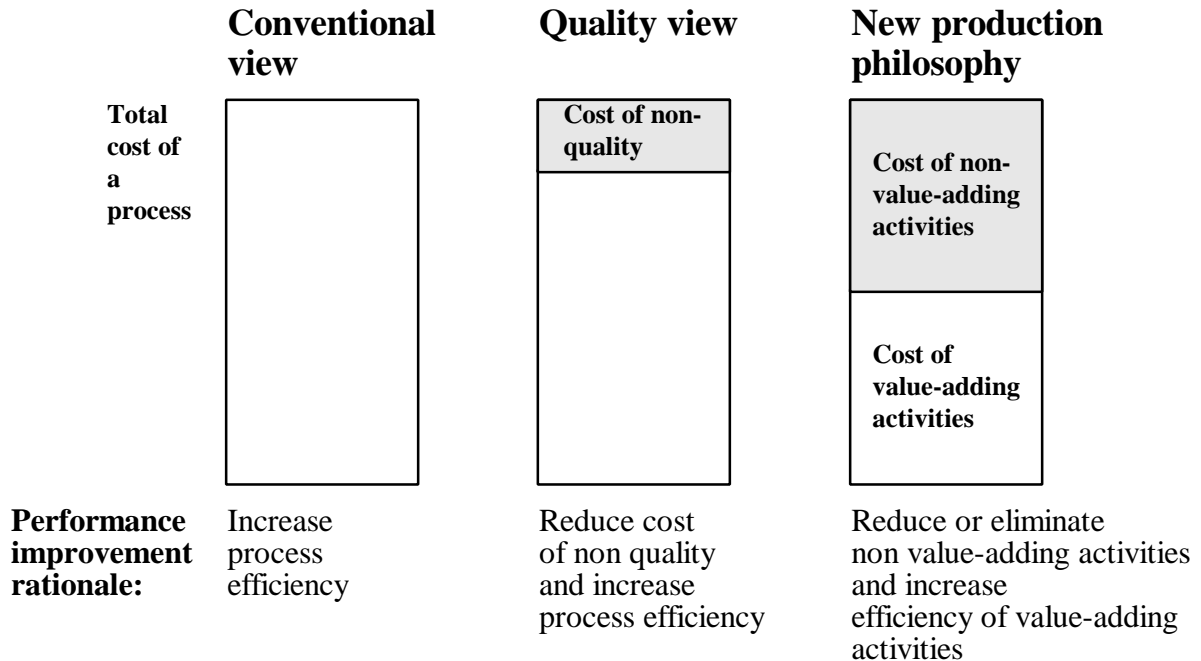 Conventional
view
Quality view
New production
philosophy
Total
cost of
a
process
Cost of non-
quality
Cost of non-
value-adding
activities
Cost of
value-adding
activities
Performance
improvement
rationale:
Increase
process
efficiency
Reduce cost
of non quality
and increase
process efficiency
Reduce or eliminate
non value-adding activities
and increase
efficiency of value-adding
activities